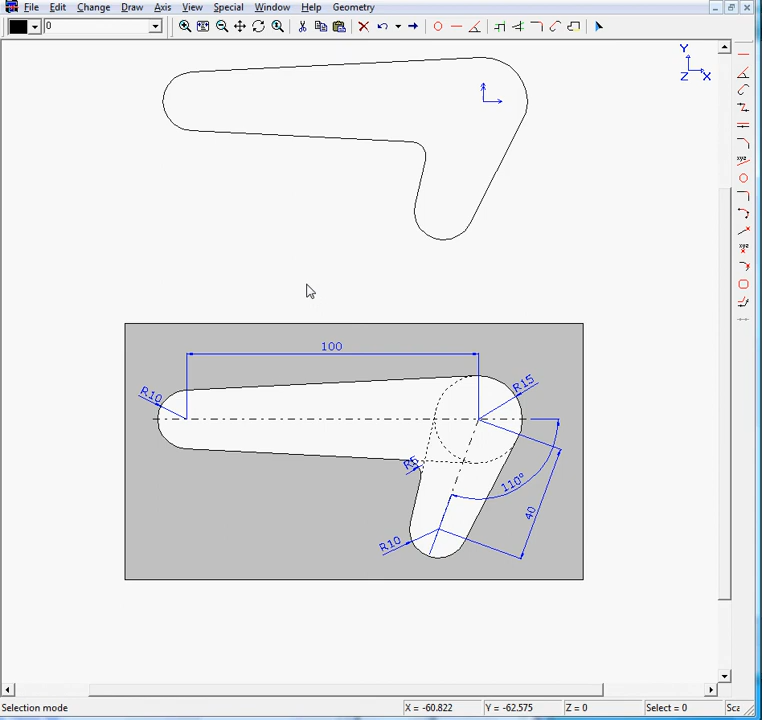 File Edit Change Draw Axis View Special Window Help Geometry
0
Y
Z X
100
R10
R15
R5
110°
40
R10
Selection mode X = -60.822 Y = -62.575 Z = 0 Select = 0 Sca